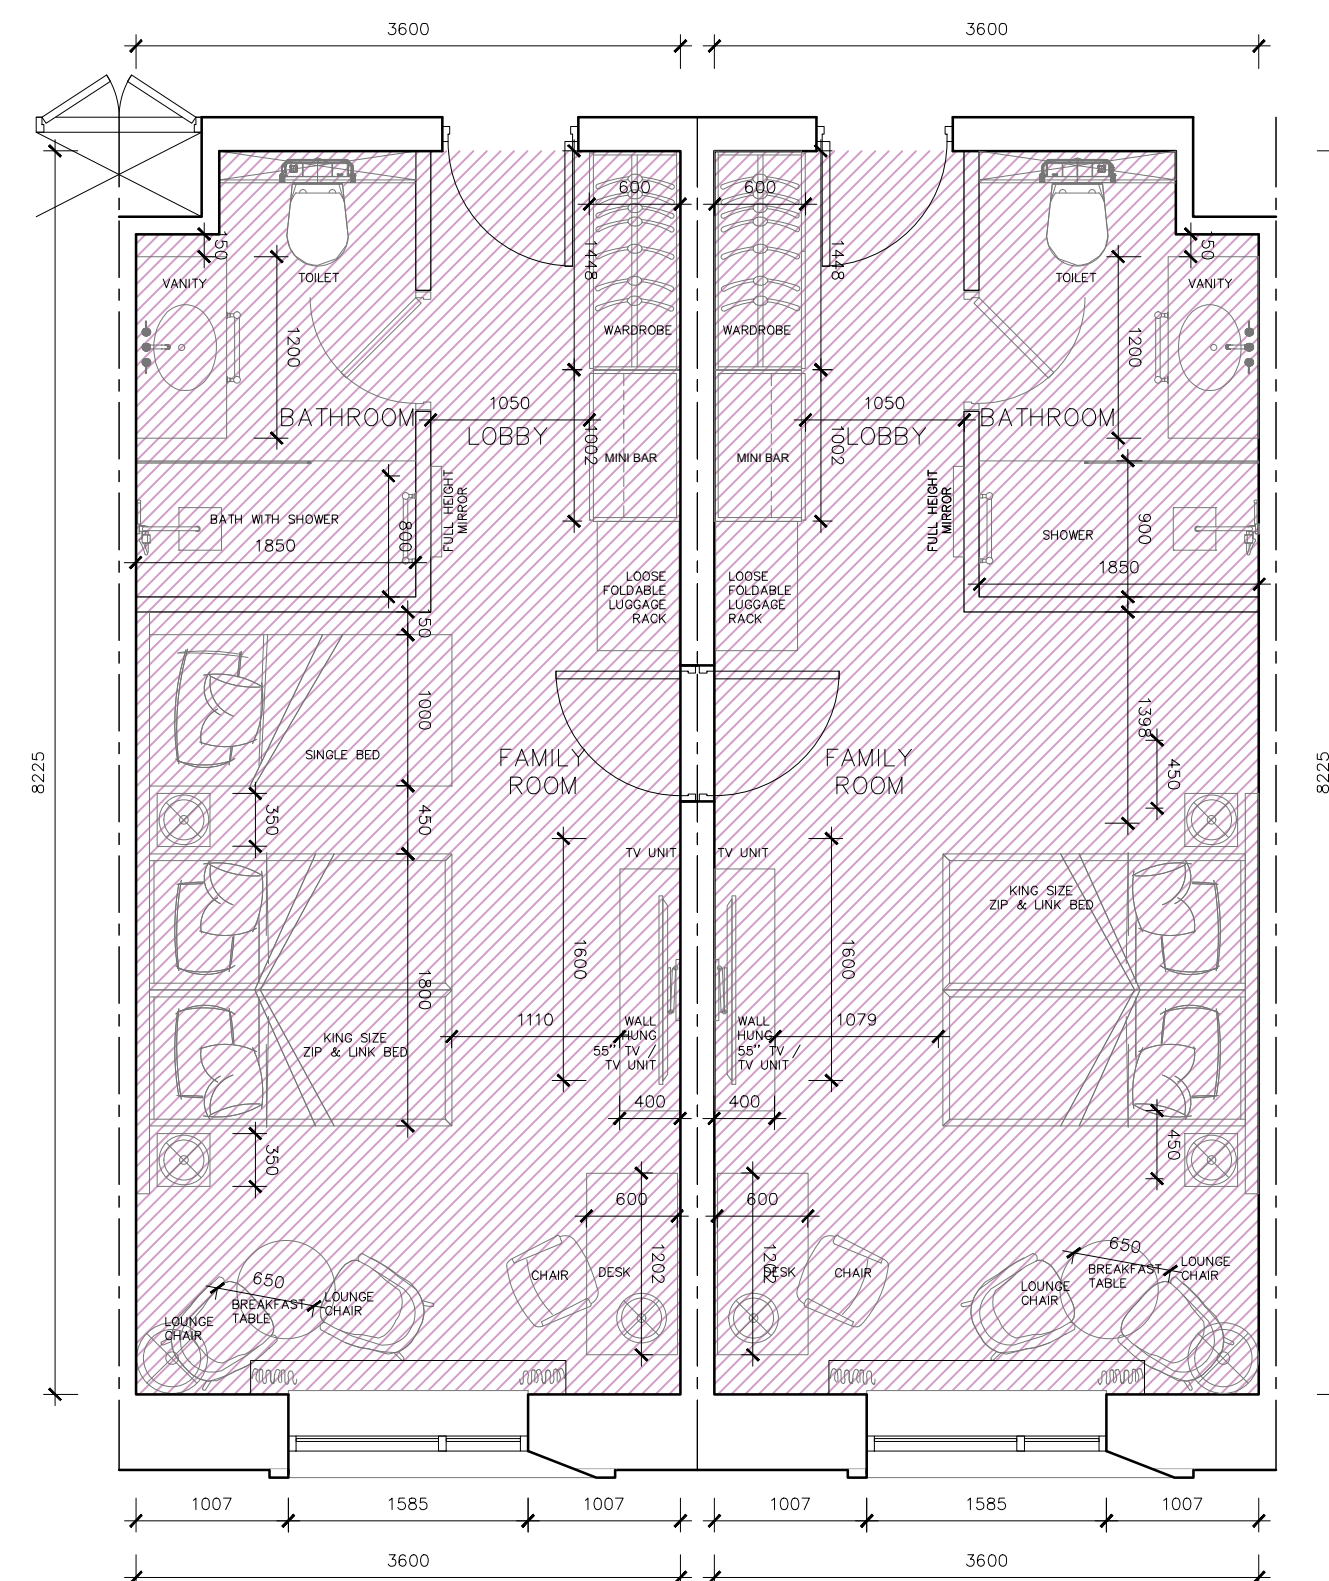 3600
3600
600
600
150
150
1448
1448
VANITY
TOILET
TOILET
VANITY
WARDROBE
WARDROBE
1200
1200
1050
1050
BATHROOM
LOBBY
LOBBY
BATHROOM
1002
1002
MINI BAR
MINI BAR
FULL HEIGHT
MIRROR
FULL HEIGHT
MIRROR
BATH WITH SHOWER
800
SHOWER
900
1850
1850
LOOSE
FOLDABLE
LUGGAGE
RACK
LOOSE
FOLDABLE
LUGGAGE
RACK
150
1000
1398
SINGLE BED
FAMILY
ROOM
FAMILY
ROOM
8225
8225
450
350
450
TV UNIT
TV UNIT
KING SIZE
ZIP & LINK BED
1600
1600
1800
1110
1079
WALL
HUNG
55" TV /
TV UNIT
WALL
HUNG
55" TV /
TV UNIT
KING SIZE
ZIP & LINK BED
400
400
350
450
600
600
1202
1202
650
650
CHAIR
DESK
DESK
CHAIR
BREAKFAST
TABLE
LOUNGE
CHAIR
LOUNGE
CHAIR
LOUNGE
CHAIR
BREAKFAST
TABLE
LOUNGE
CHAIR
1007
1585
1007
1007
1585
1007
3600
3600